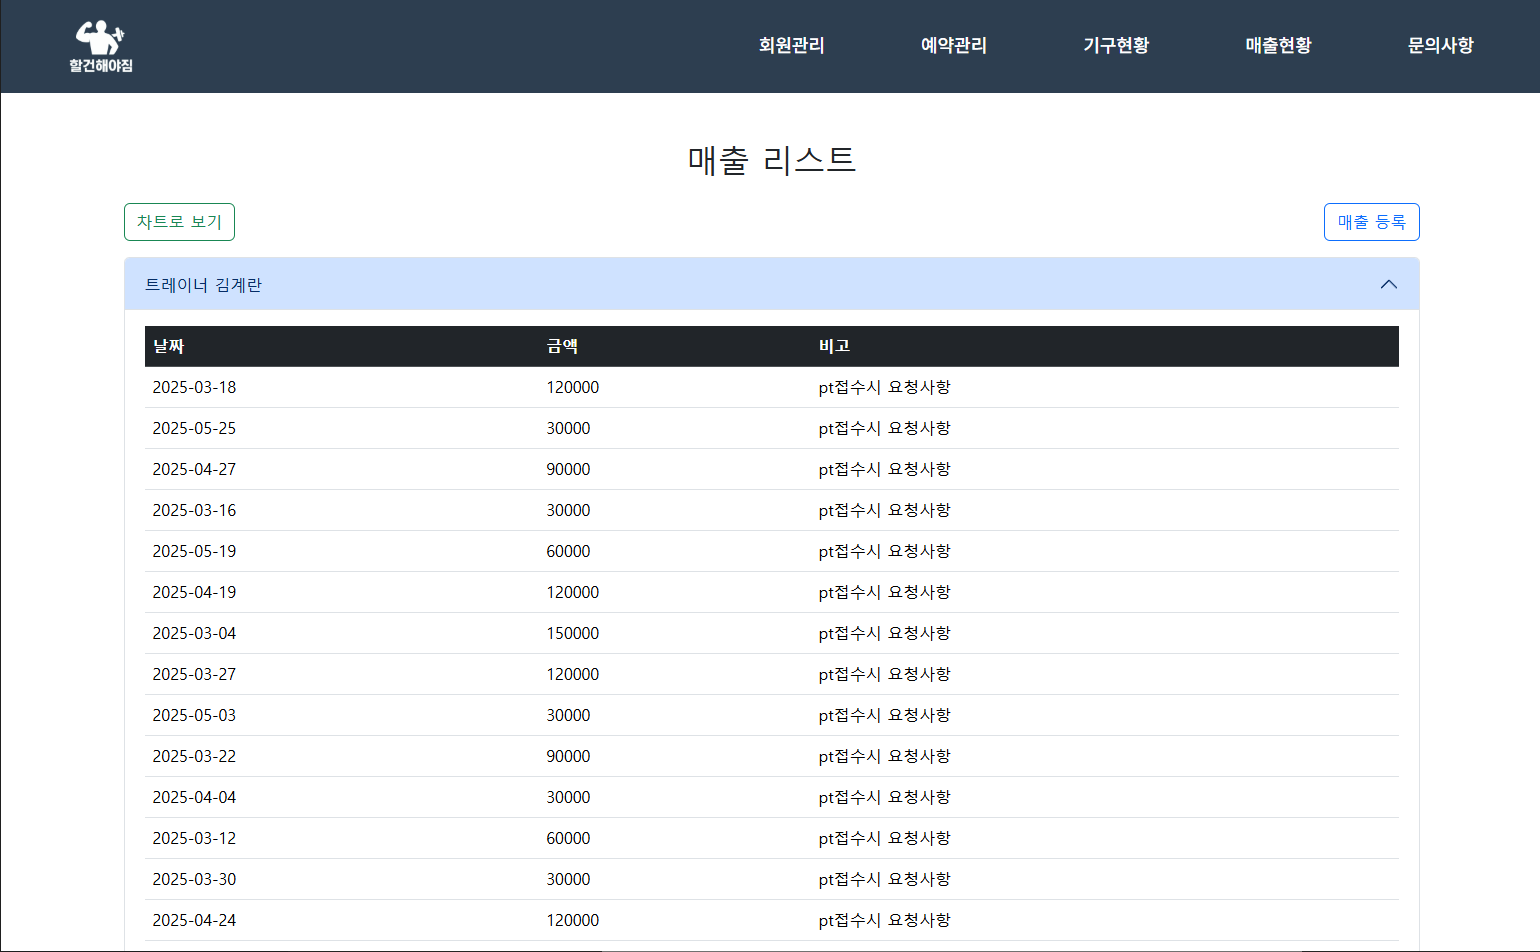 할건해야짐
회원관리 예약관리 기구현황 매출현황 문의사항
매출 리스트
차트로 보기 매출 등록
트레이너 김계란
날짜 금액 비고
2025-03-18 120000 pt접수시 요청사항
2025-05-25 30000 pt접수시 요청사항
2025-04-27 90000 pt접수시 요청사항
2025-03-16 30000 pt접수시 요청사항
2025-05-19 60000 pt접수시 요청사항
2025-04-19 120000 pt접수시 요청사항
2025-03-04 150000 pt접수시 요청사항
2025-03-27 120000 pt접수시 요청사항
2025-05-03 30000 pt접수시 요청사항
2025-03-22 90000 pt접수시 요청사항
2025-04-04 30000 pt접수시 요청사항
2025-03-12 60000 pt접수시 요청사항
2025-03-30 30000 pt접수시 요청사항
2025-04-24 120000 pt접수시 요청사항